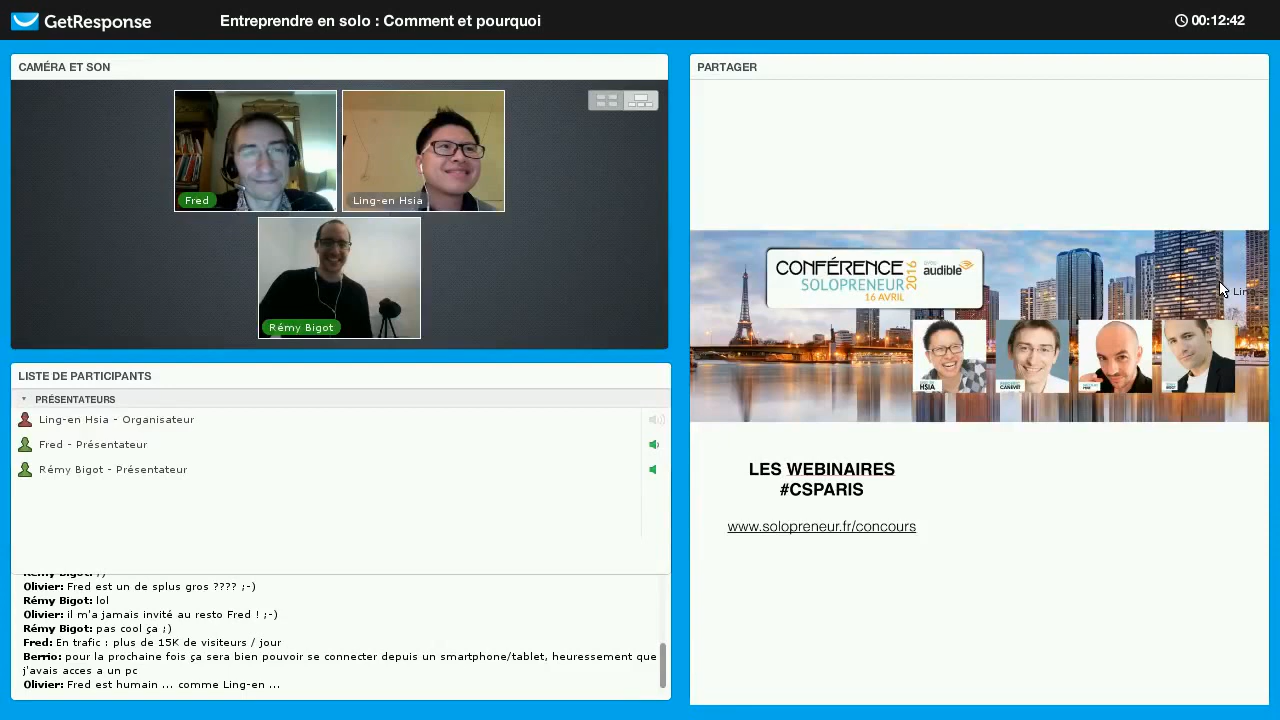 GetResponse
Entreprendre en solo : Comment et pourquoi
00:12:42
CAMÉRA ET SON
Fred
Ling-en Hsia
Rémy Bigot
LISTE DE PARTICIPANTS
PRÉSENTATEURS
Ling-en Hsia - Organisateur
Fred - Présentateur
Rémy Bigot - Présentateur
Rémy Bigot: ;)
Olivier: Fred est un de splus gros ???? ;-)
Rémy Bigot: lol
Olivier: il m'a jamais invité au resto Fred ! ;-)
Rémy Bigot: pas cool ça ;)
Fred: En trafic : plus de 15K de visiteurs / jour
Berrio: pour la prochaine fois ça sera bien pouvoir se connecter depuis un smartphone/tablet, heuressement que
j'avais acces a un pc
Olivier: Fred est humain ... comme Ling-en ...
PARTAGER
CONFÉRENCE
SOLOPRENEUR
16 AVRIL
2016
avec
audible
Lin
HSIA
CANEVET
LES WEBINAIRES
#CSPARIS
www.solopreneur.fr/concours